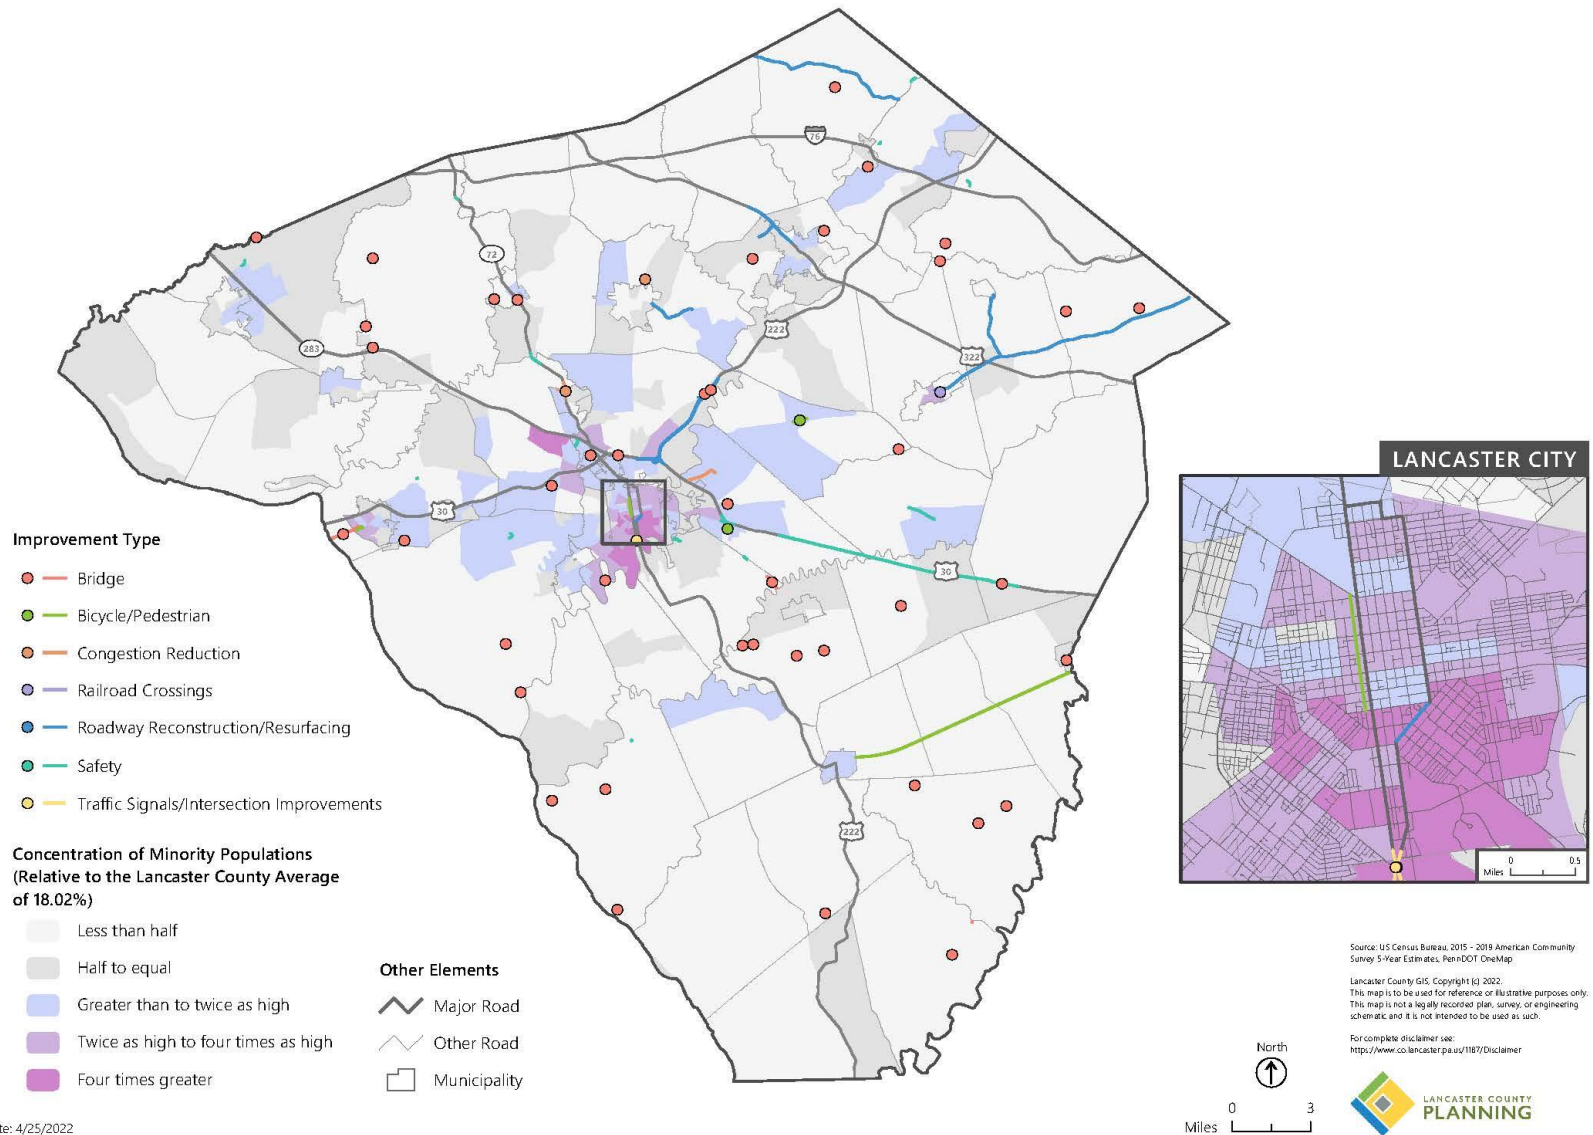 76
72
283
222
322
30
30
222
LANCASTER CITY
0 0.5
Miles
Improvement Type
Bridge
Bicycle/Pedestrian
Congestion Reduction
Railroad Crossings
Roadway Reconstruction/Resurfacing
Safety
Traffic Signals/Intersection Improvements
Concentration of Minority Populations
(Relative to the Lancaster County Average
of 18.02%)
Less than half
Half to equal
Greater than to twice as high
Twice as high to four times as high
Four times greater
Other Elements
Major Road
Other Road
Municipality
Source: US Census Bureau, 2015 - 2019 American Community
Survey 5-Year Estimates, PennDOT OneMap
Lancaster County GIS, Copyright (c) 2022.
This map is to be used for reference or illustrative purposes only.
This map is not a legally recorded plan, survey, or engineering
schematic and it is not intended to be used as such.
For complete disclaimer see:
https://www.co.lancaster.pa.us/1187/Disclaimer
North
0 3
Miles
LANCASTER COUNTY
PLANNING
te: 4/25/2022